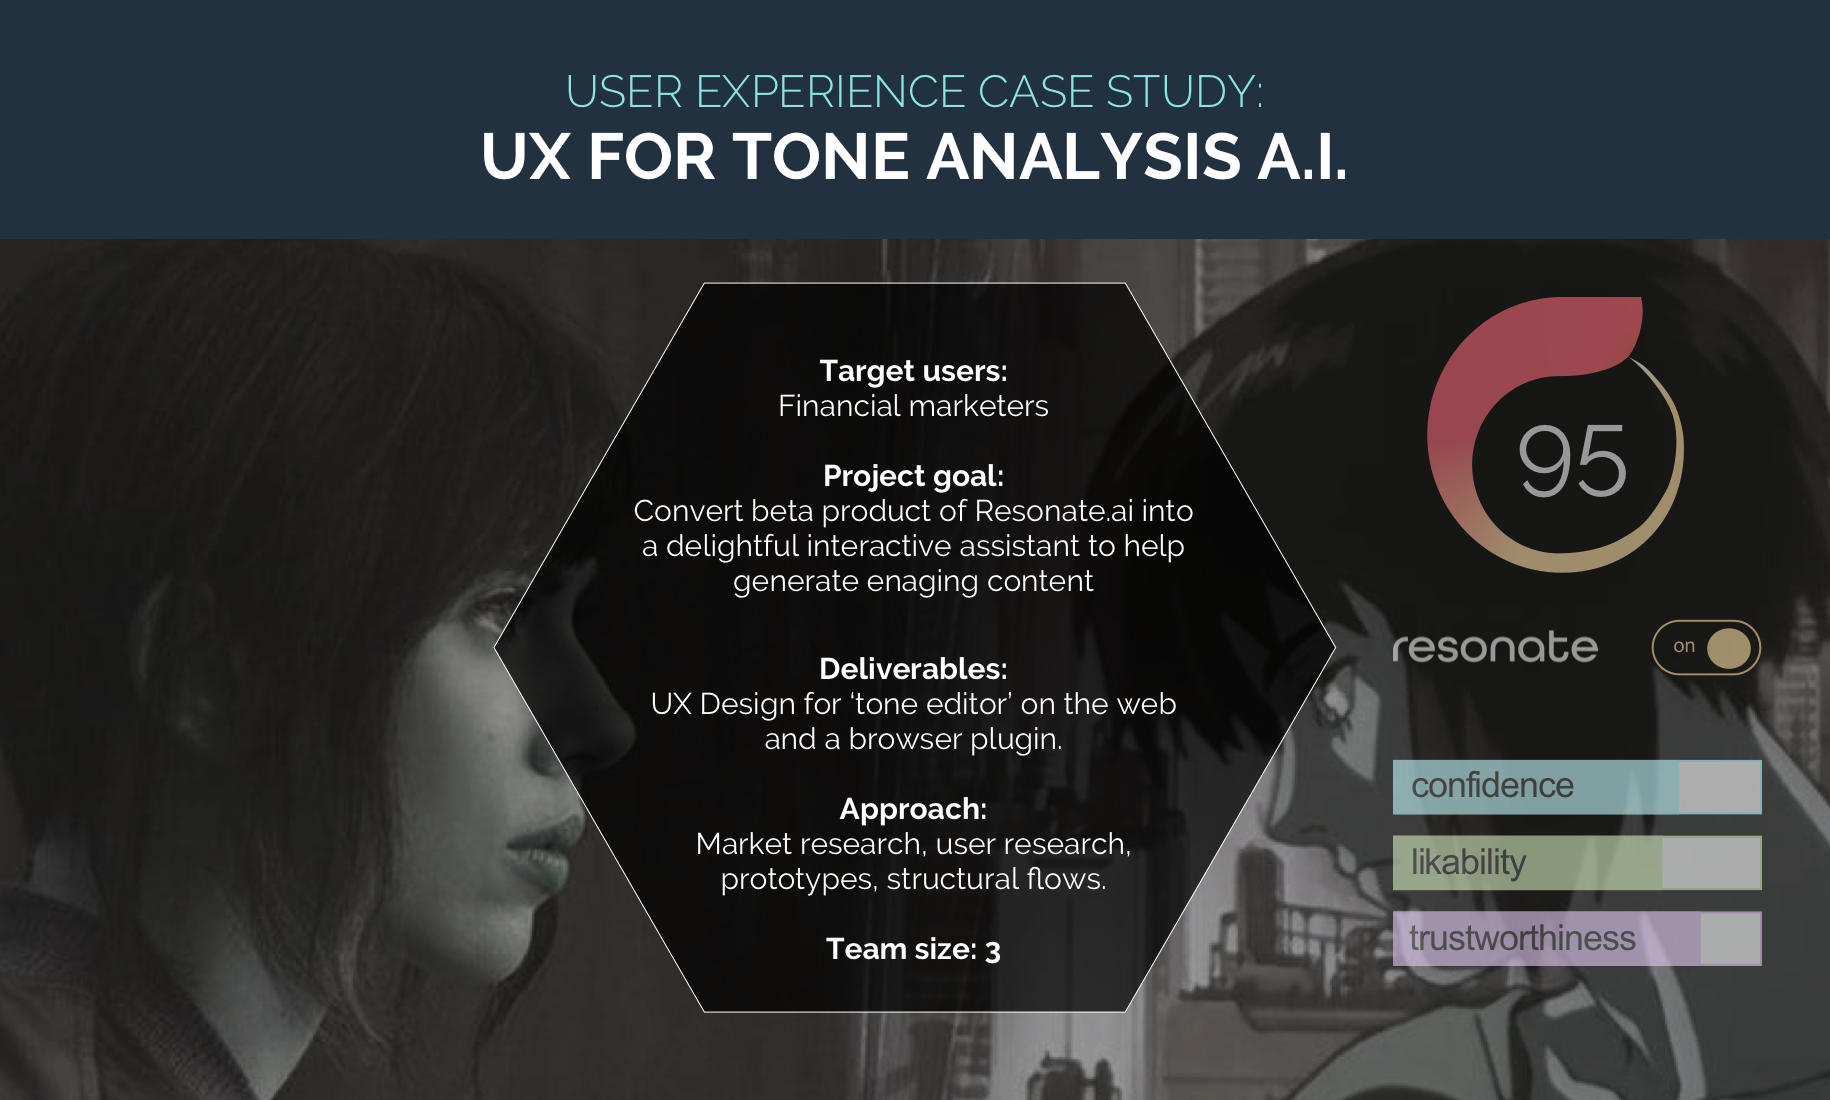 USER EXPERIENCE CASE STUDY:
UX FOR TONE ANALYSIS A.I.
Target users:
Financial marketers
Project goal:
Convert beta product of Resonate.ai into
a delightful interactive assistant to help
generate enaging content
Deliverables:
UX Design for ‘tone editor’ on the web
and a browser plugin.
Approach:
Market research, user research,
prototypes, structural flows.
Team size: 3
95
resonate on
confidence
likability
trustworthiness